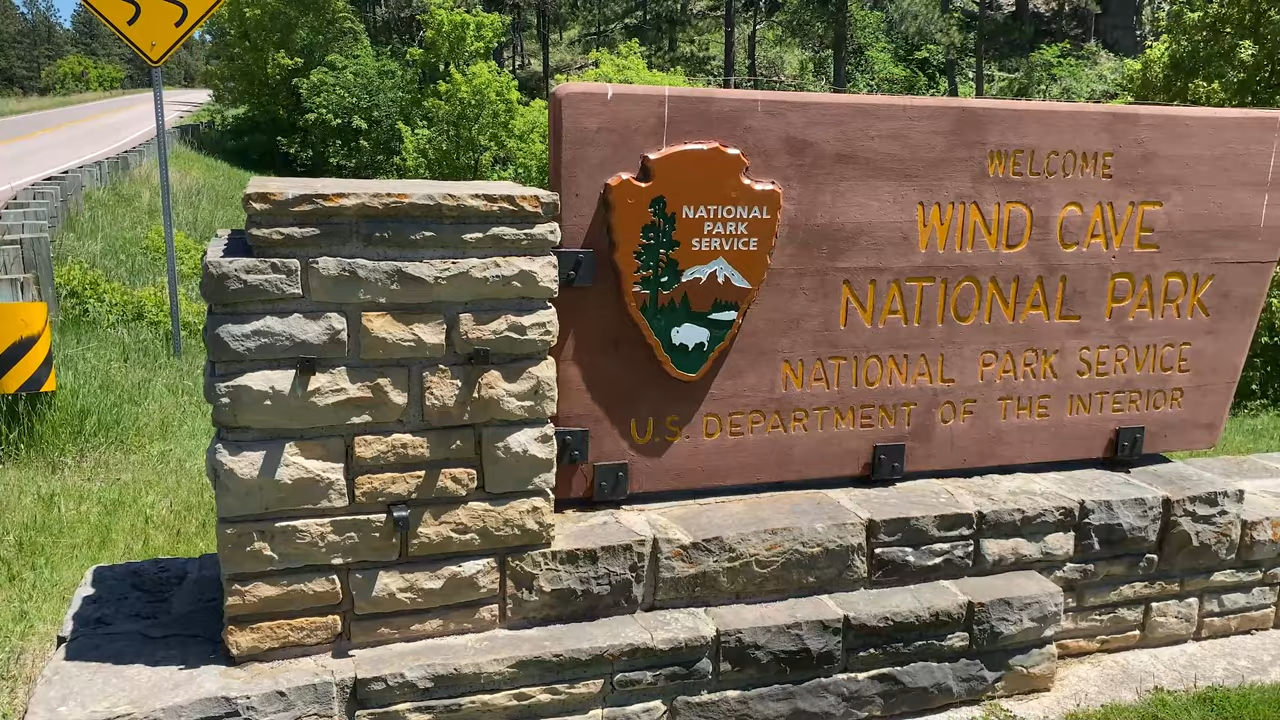 NATIONAL
PARK
SERVICE
WELCOME
WIND CAVE
NATIONAL PARK
NATIONAL PARK SERVICE
U.S. DEPARTMENT OF THE INTERIOR